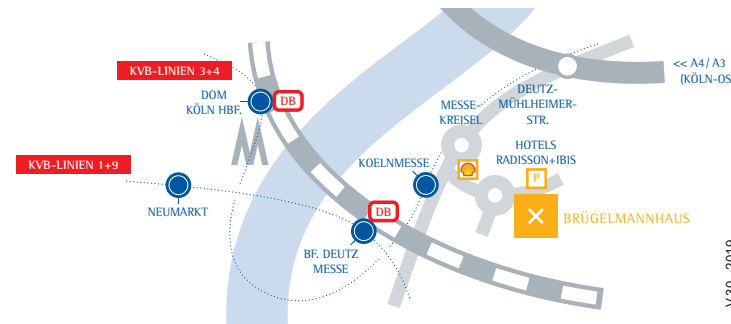 KVB-LINIEN 3+4
<< A4/A3
(KÖLN-OS
DOM
KÖLN HBF.
DB
MESSE-
KREISEL
DEUTZ-
MÜHLHEIMER-
STR.
HOTELS
RADISSON+IBIS
KVB-LINIEN 1+9
KOELNMESSE
P
NEUMARKT
DB
BRÜGELMANNHAUS
BF. DEUTZ
MESSE